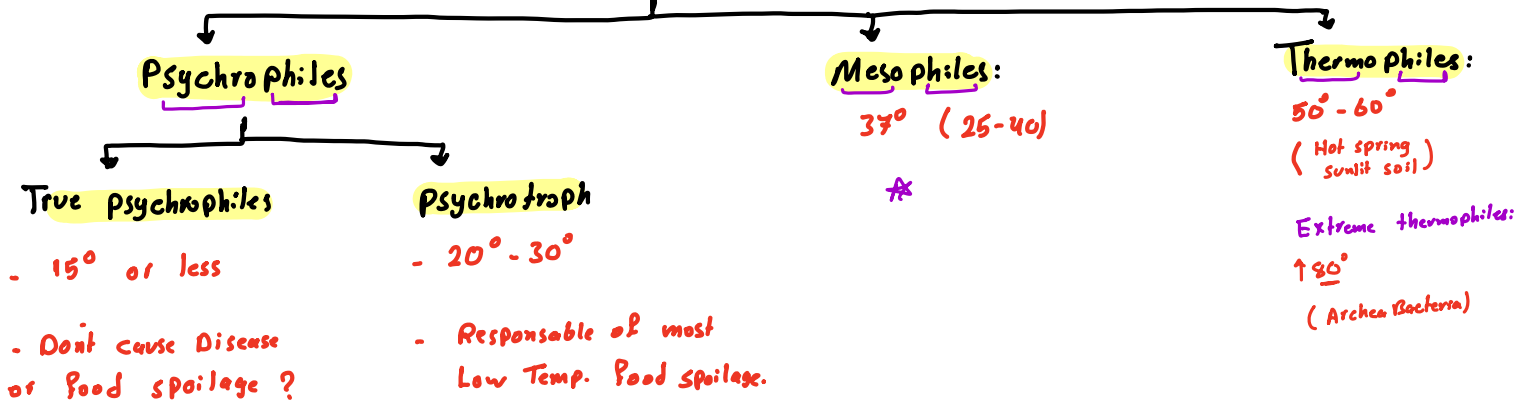 Psychrophiles
Mesophiles:
Thermophiles:
37° (25-40)
50° - 60°
( Hot spring
sunlit soil )
True psychrophiles
Psychrotroph
- 15° or less
- 20° - 30°
Extreme thermophiles:
↑ 80°
( Archea Bacteria )
- Don't cause Disease
or food spoilage ?
- Responsable of most
Low Temp. food spoilage.